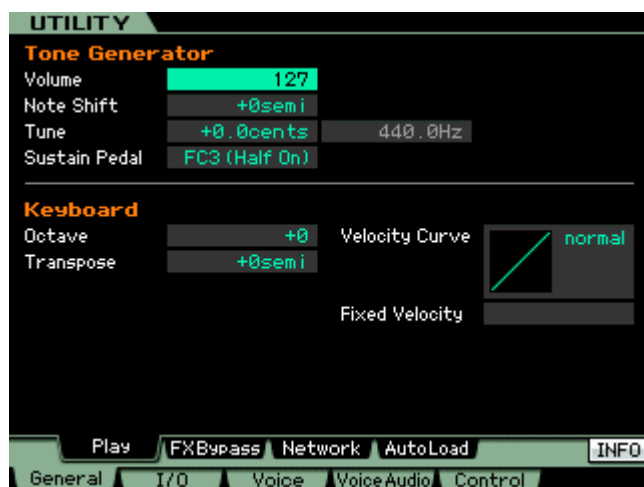 UTILITY
Tone Generator
Volume 127
Note Shift +0semi
Tune +0.0cents 440.0Hz
Sustain Pedal FC3 (Half On)
Keyboard
Octave +0 Velocity Curve normal
Transpose +0semi
Fixed Velocity
Play FXBypass Network AutoLoad INFO
General I/O Voice VoiceAudio Control